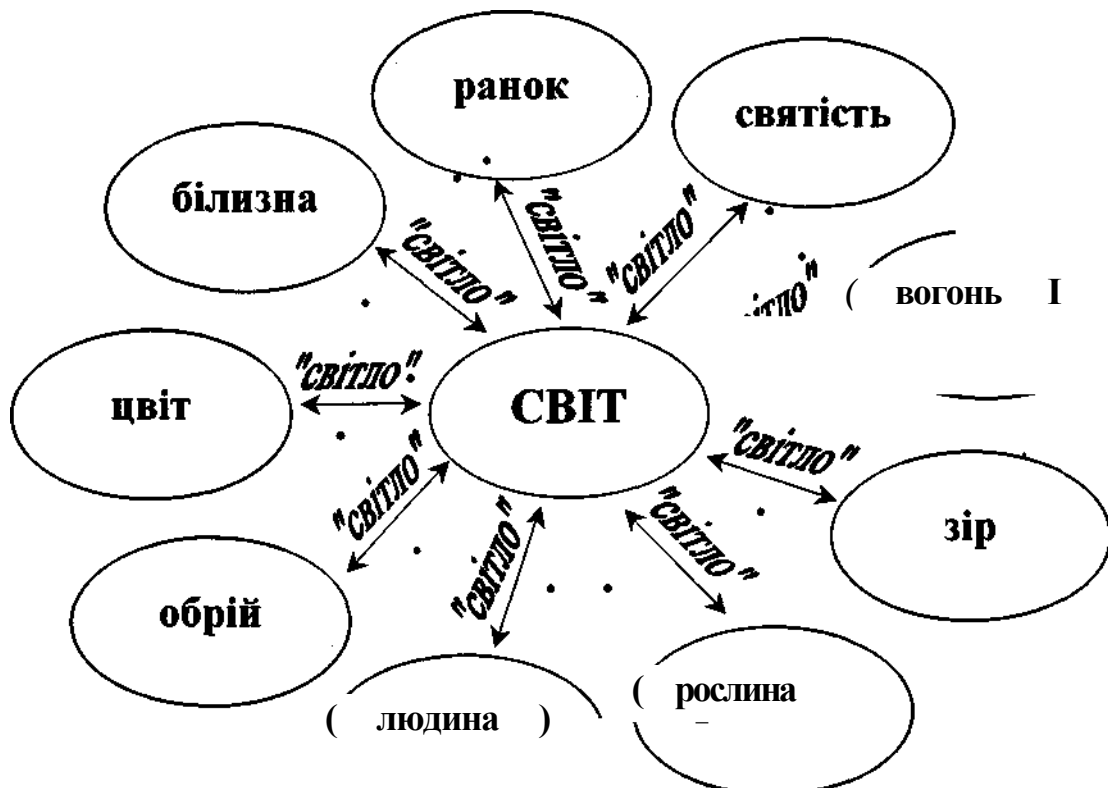 ранок
святість
білизна
"світло"
"світло"
"світло"
вогонь
"світло"
цвіт
СВІТ
"світло"
зір
"світло"
"світло"
"світло"
обрій
людина
рослина